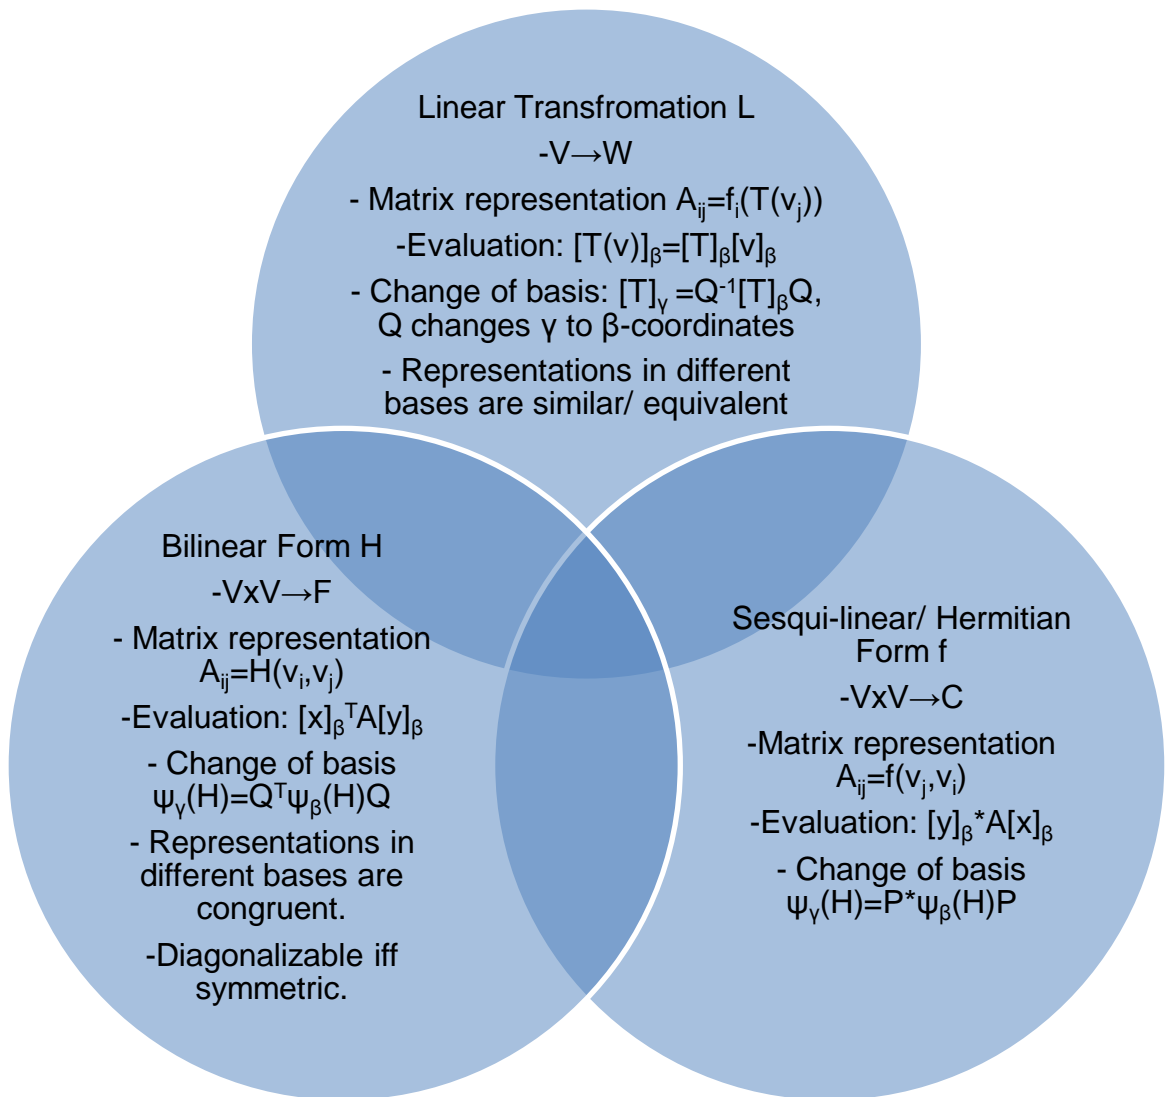 Linear Transfromation L
-V→W
- Matrix representation Aᵢⱼ=fᵢ(T(vⱼ))
-Evaluation: [T(v)]ᵦ=[T]ᵦ[v]ᵦ
- Change of basis: [T]ᵧ =Q⁻¹[T]ᵦQ,
Q changes γ to β-coordinates
- Representations in different
bases are similar/ equivalent
Bilinear Form H
-VxV→F
- Matrix representation
Aᵢⱼ=H(vᵢ,vⱼ)
-Evaluation: [x]ᵦᵀA[y]ᵦ
- Change of basis
ψᵧ(H)=Qᵀψᵦ(H)Q
- Representations in
different bases are
congruent.
-Diagonalizable iff
symmetric.
Sesqui-linear/ Hermitian
Form f
-VxV→C
-Matrix representation
Aᵢⱼ=f(vⱼ,vᵢ)
-Evaluation: [y]ᵦ*A[x]ᵦ
- Change of basis
ψᵧ(H)=P*ψᵦ(H)P